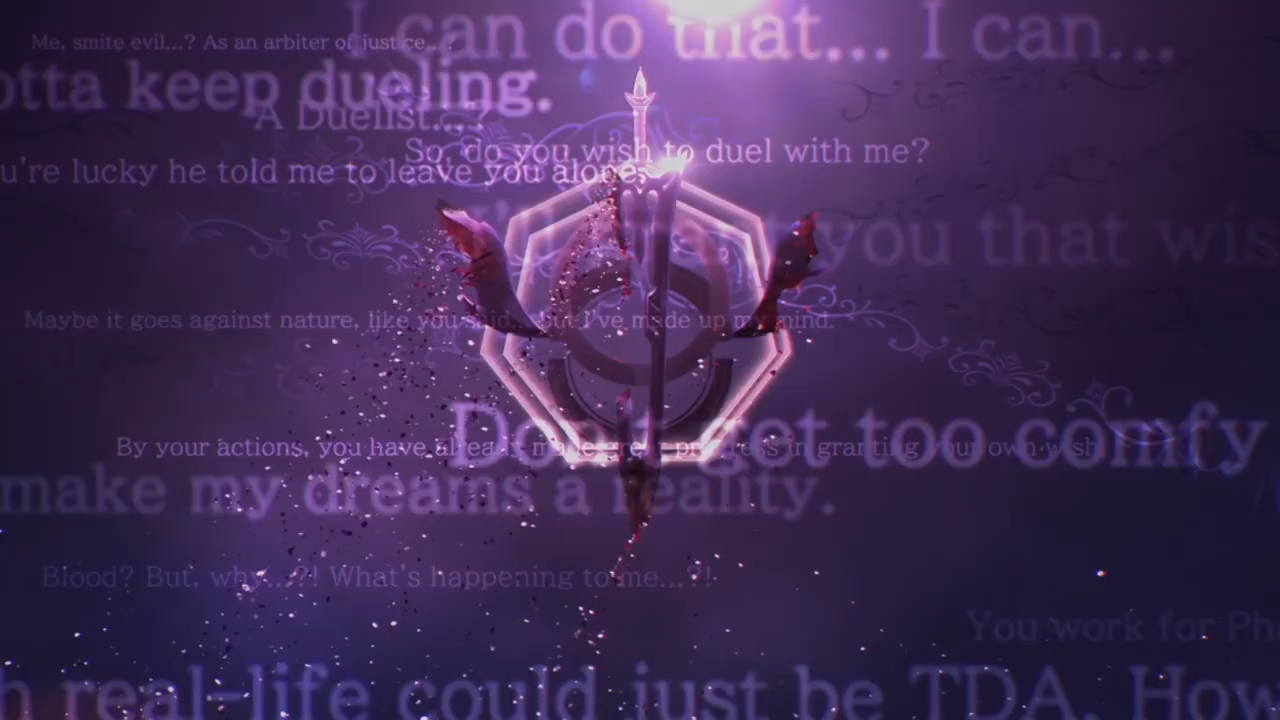 I can do that... I can...
Me, smite evil...? As an arbiter of justice....
otta keep dueling.
A Duelist....?
So, do you wish to duel with me?
u're lucky he told me to leave you alone.
you that wis
Maybe it goes against nature, like you said, but I've made up my mind.
Don't get too comfy
By your actions, you have already made great progress in granting your own wish
make my dreams a reality.
Blood? But, why...?! What's happening to me...?!
You work for Ph
h real-life could just be TDA. How